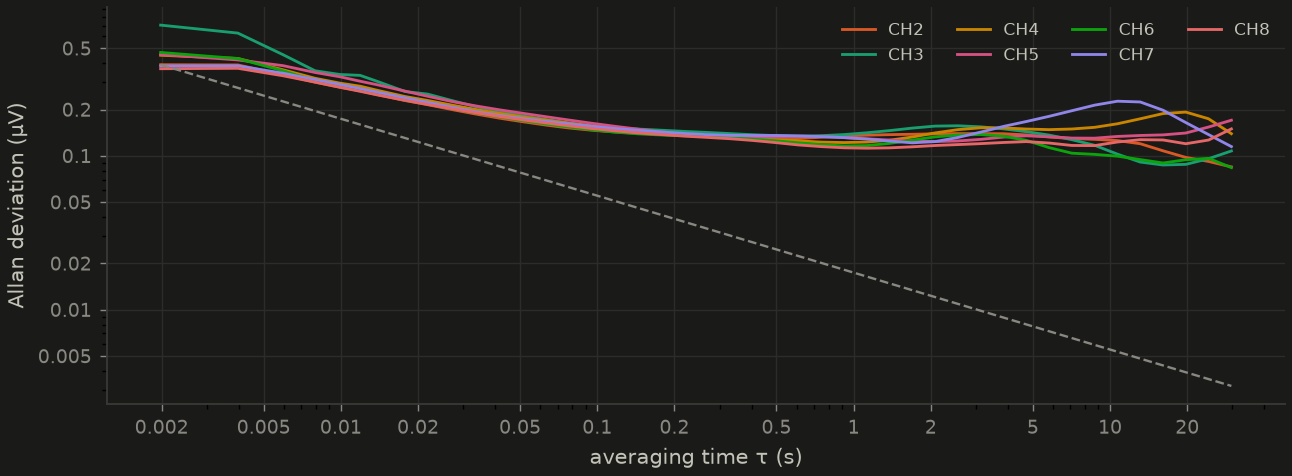 CH2 CH4 CH6 CH8
CH3 CH5 CH7
Allan deviation (µV)
0.5
0.2
0.1
0.05
0.02
0.01
0.005
0.002 0.005 0.01 0.02 0.05 0.1 0.2 0.5 1 2 5 10 20
averaging time τ (s)